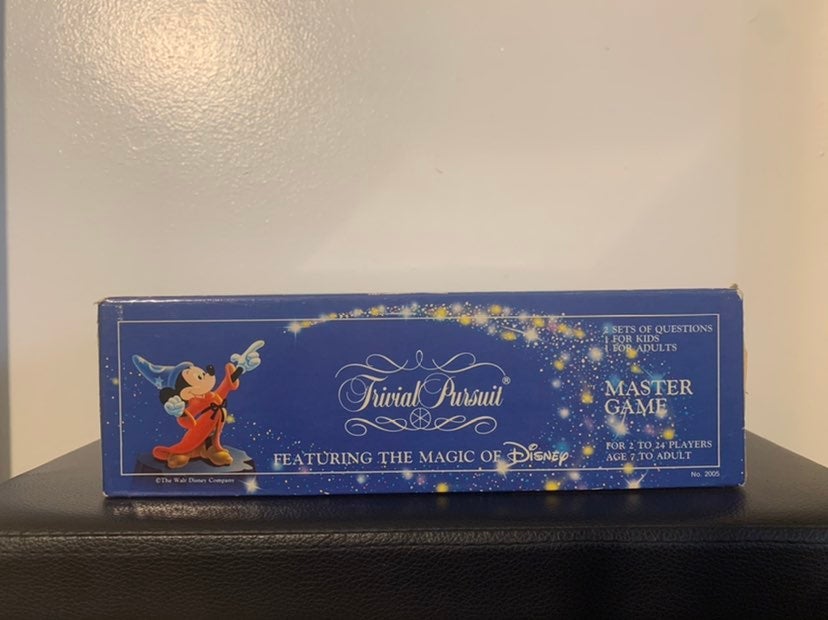 Trivial Pursuit®
FEATURING THE MAGIC OF Disney
2 SETS OF QUESTIONS
1 FOR KIDS
1 FOR ADULTS
MASTER
GAME
FOR 2 TO 24 PLAYERS
AGE 7 TO ADULT
No. 2005
©The Walt Disney Company